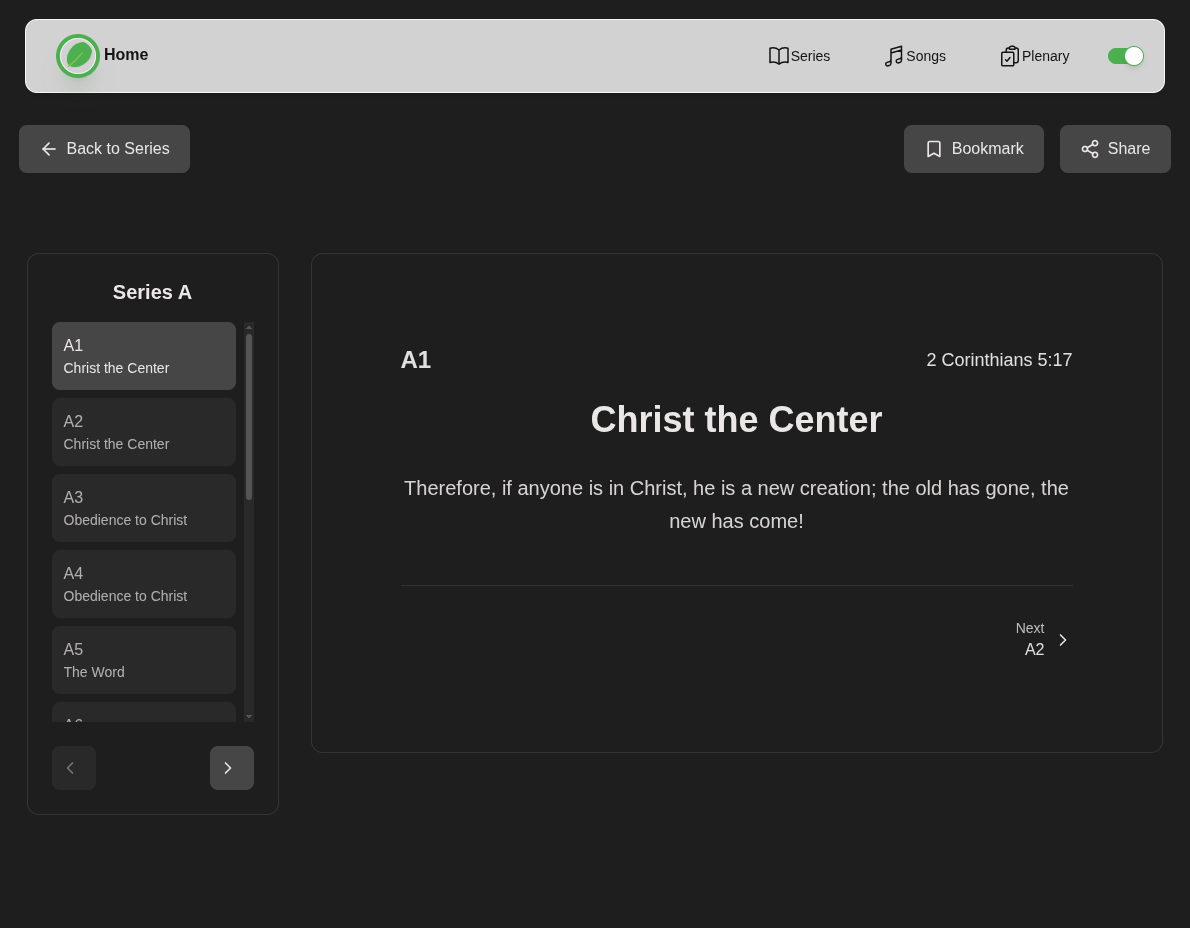 Home
Series
Songs
Plenary
Back to Series
Bookmark
Share
Series A
A1
Christ the Center
A2
Christ the Center
A3
Obedience to Christ
A4
Obedience to Christ
A5
The Word
A1
2 Corinthians 5:17
Christ the Center
Therefore, if anyone is in Christ, he is a new creation; the old has gone, the
new has come!
Next
A2